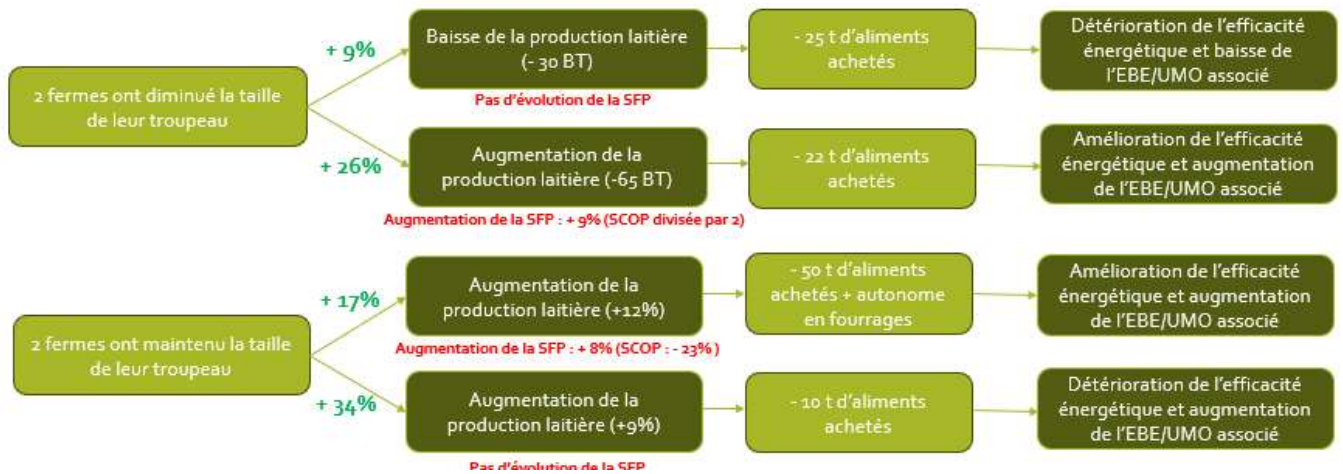 + 9%
Baisse de la production laitière
(- 30 BT)
- 25 t d'aliments
achetés
Détérioration de l'efficacité
énergétique et baisse de
l'EBE/UMO associé
Pas d'évolution de la SFP
2 fermes ont diminué la taille
de leur troupeau
+ 26%
Augmentation de la
production laitière (-65 BT)
- 22 t d'aliments
achetés
Amélioration de l'efficacité
énergétique et augmentation
de l'EBE/UMO associé
Augmentation de la SFP : + 9% (SCOP divisée par 2)
+ 17%
Augmentation de la
production laitière (+12%)
- 50 t d'aliments
achetés + autonome
en fourrages
Amélioration de l'efficacité
énergétique et augmentation
de l'EBE/UMO associé
Augmentation de la SFP : + 8% (SCOP : - 23% )
2 fermes ont maintenu la taille
de leur troupeau
+ 34%
Augmentation de la
production laitière (+9%)
- 10 t d'aliments
achetés
Détérioration de l'efficacité
énergétique et augmentation
de l'EBE/UMO associé
Pas d'évolution de la SFP